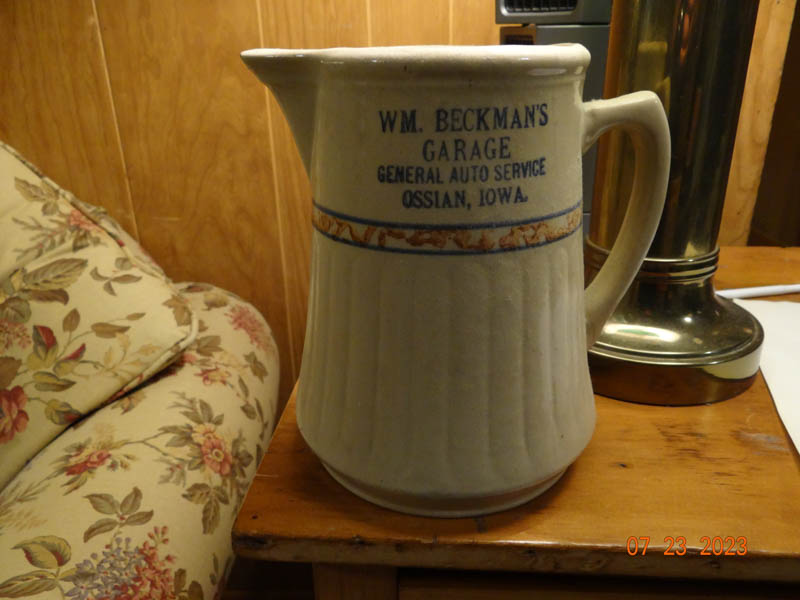 WM. BECKMAN'S
GARAGE
GENERAL AUTO SERVICE
OSSIAN, IOWA.
07 23 2023